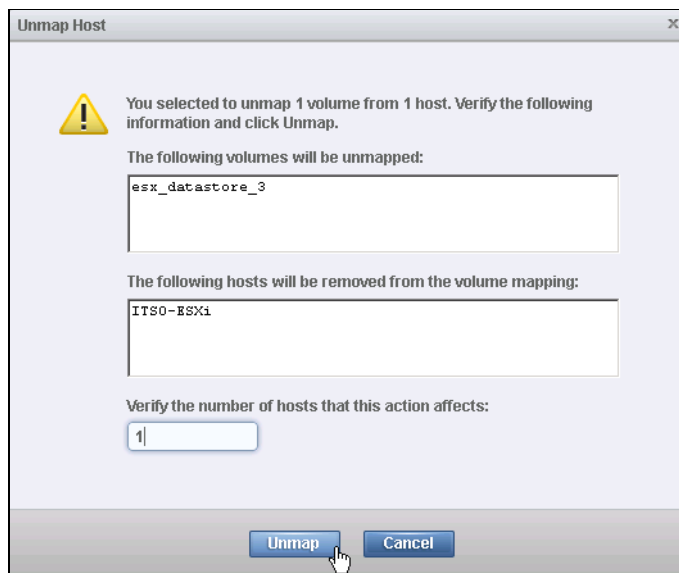 Unmap Host
x
You selected to unmap 1 volume from 1 host. Verify the following
information and click Unmap.
The following volumes will be unmapped:
esx_datastore_3
The following hosts will be removed from the volume mapping:
ITSO-ESXi
Verify the number of hosts that this action affects:
1
Unmap Cancel